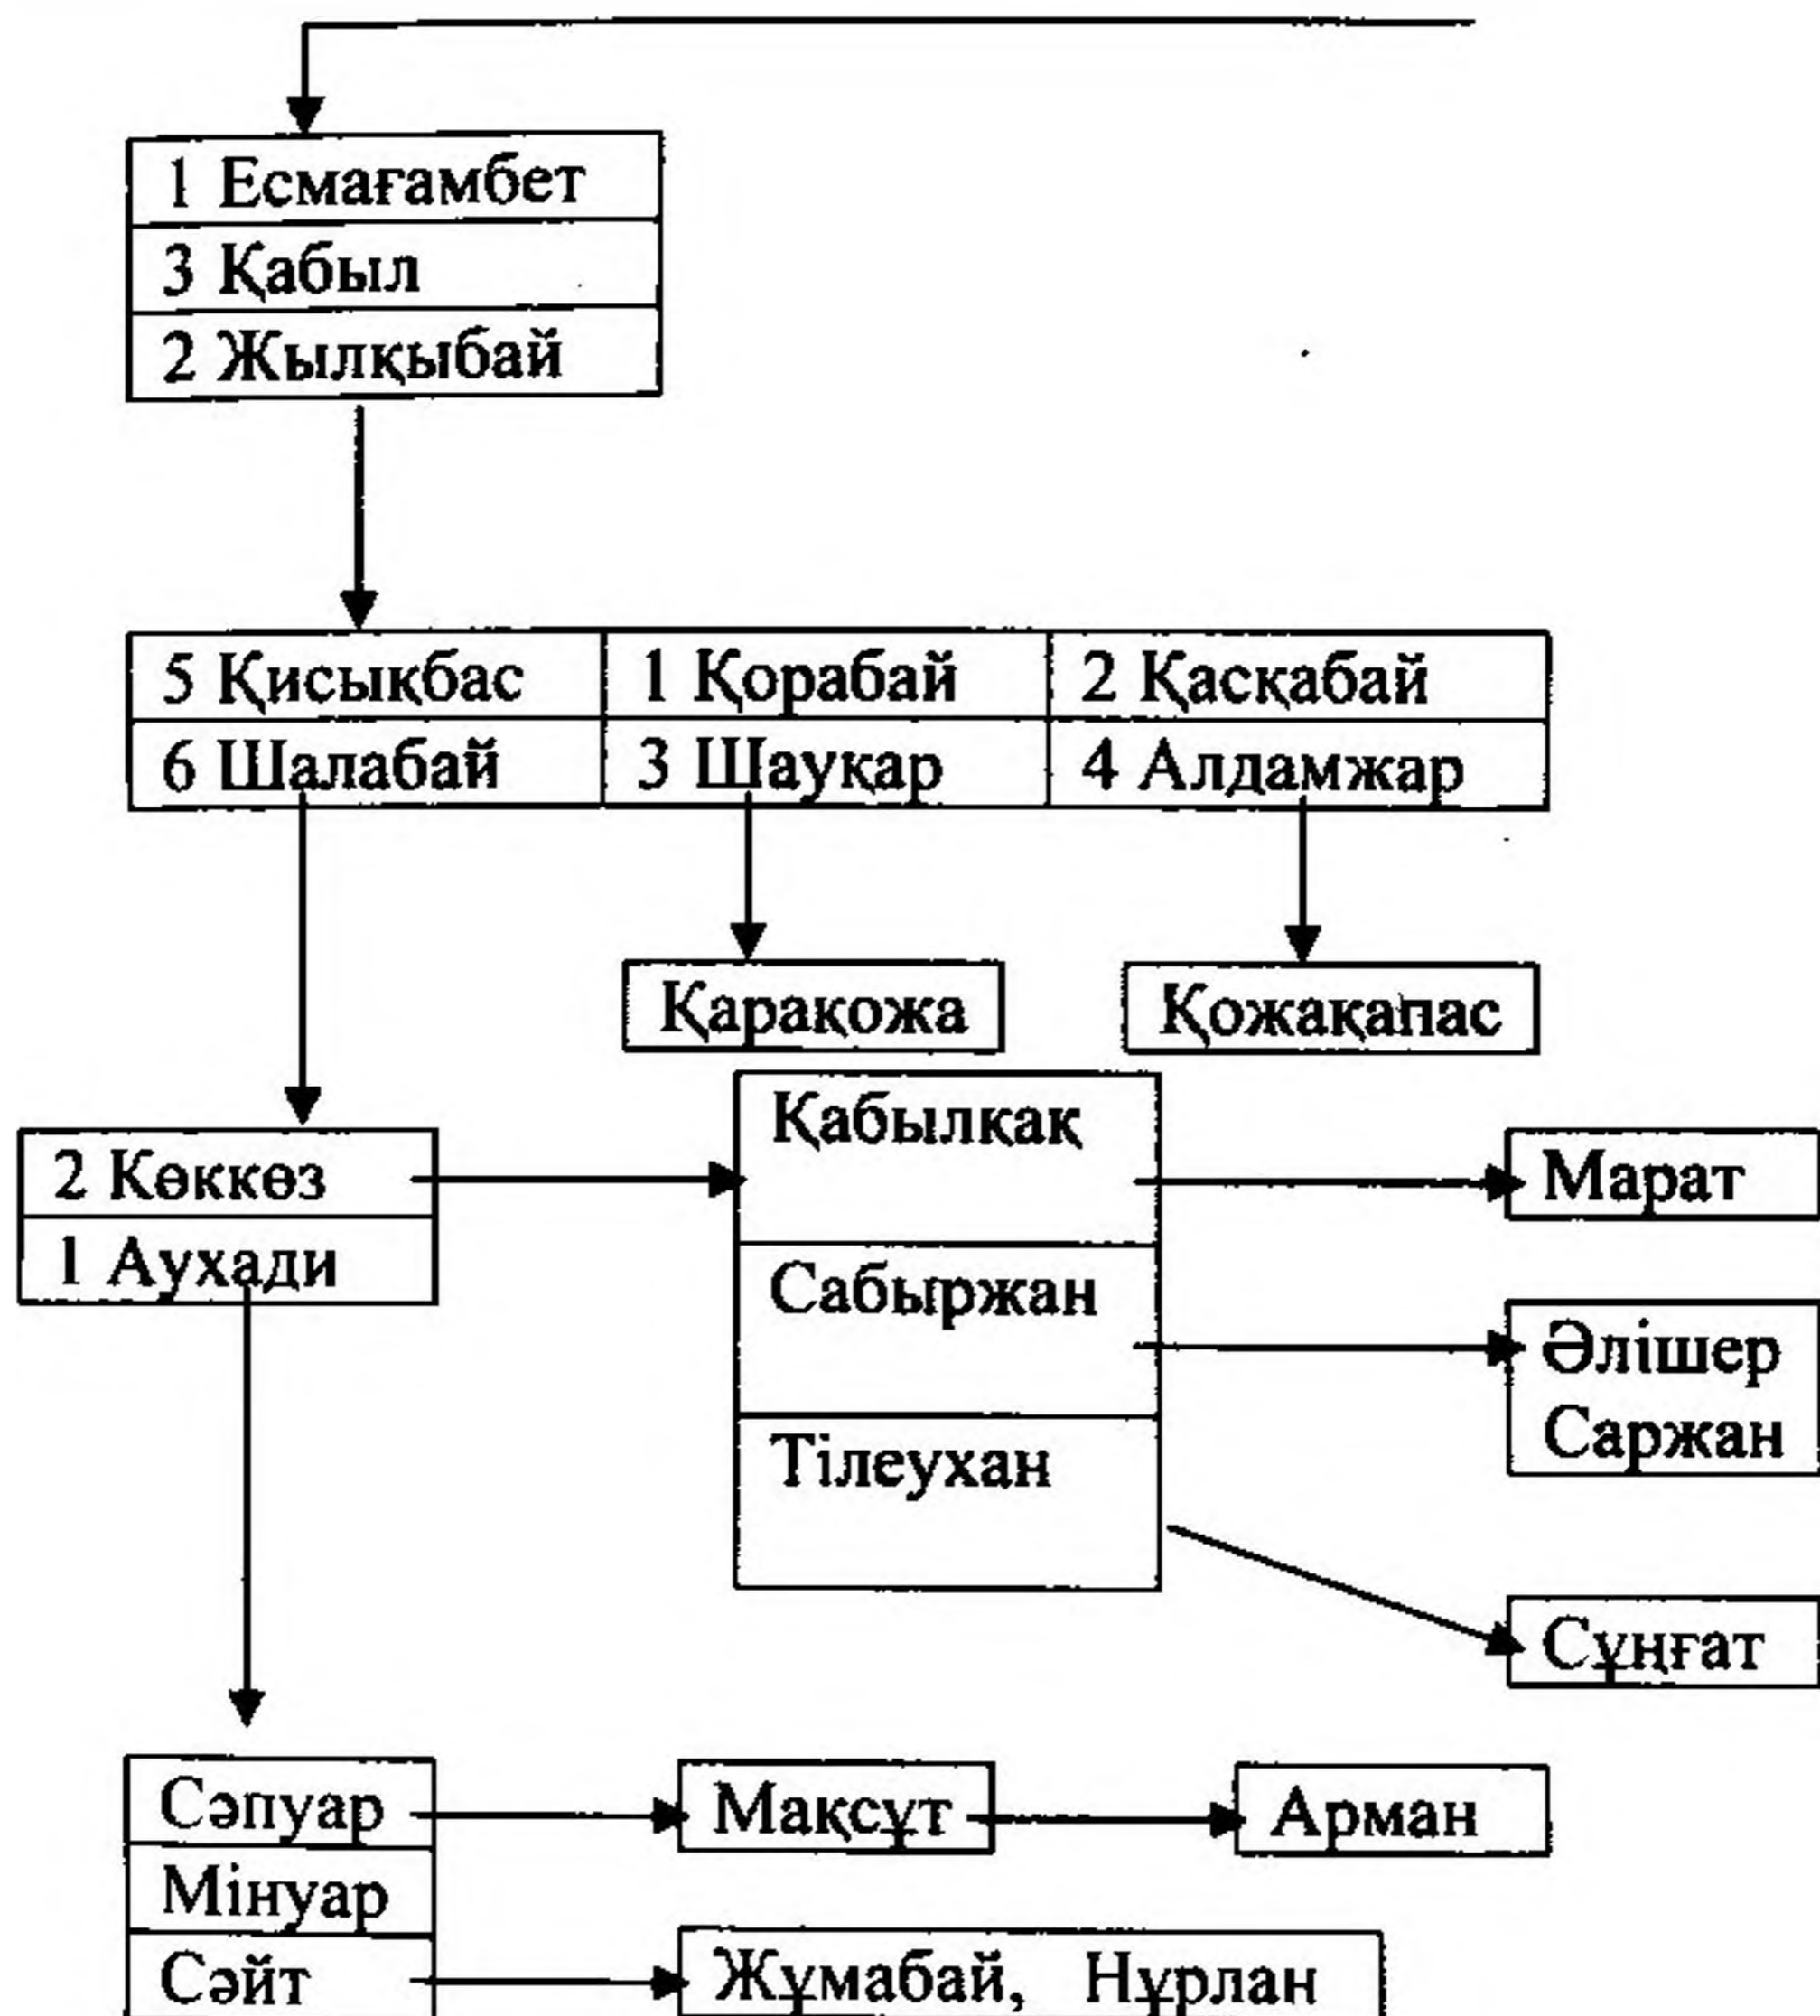 1 Есмағамбет
3 Қабыл
2 Жылқыбай
5 Қисықбас 1 Қорабай 2 Қасқабай
6 Шалабай 3 Шауқар 4 Алдамжар
Қарақожа Қожақапас
Қабылқақ
2 Көккөз Марат
1 Аухади
Сабыржан
Әлішер
Саржан
Тілеухан
Сұңғат
Сәпуар Мақсұт Арман
Мінуар
Сәйт Жұмабай, Нұрлан